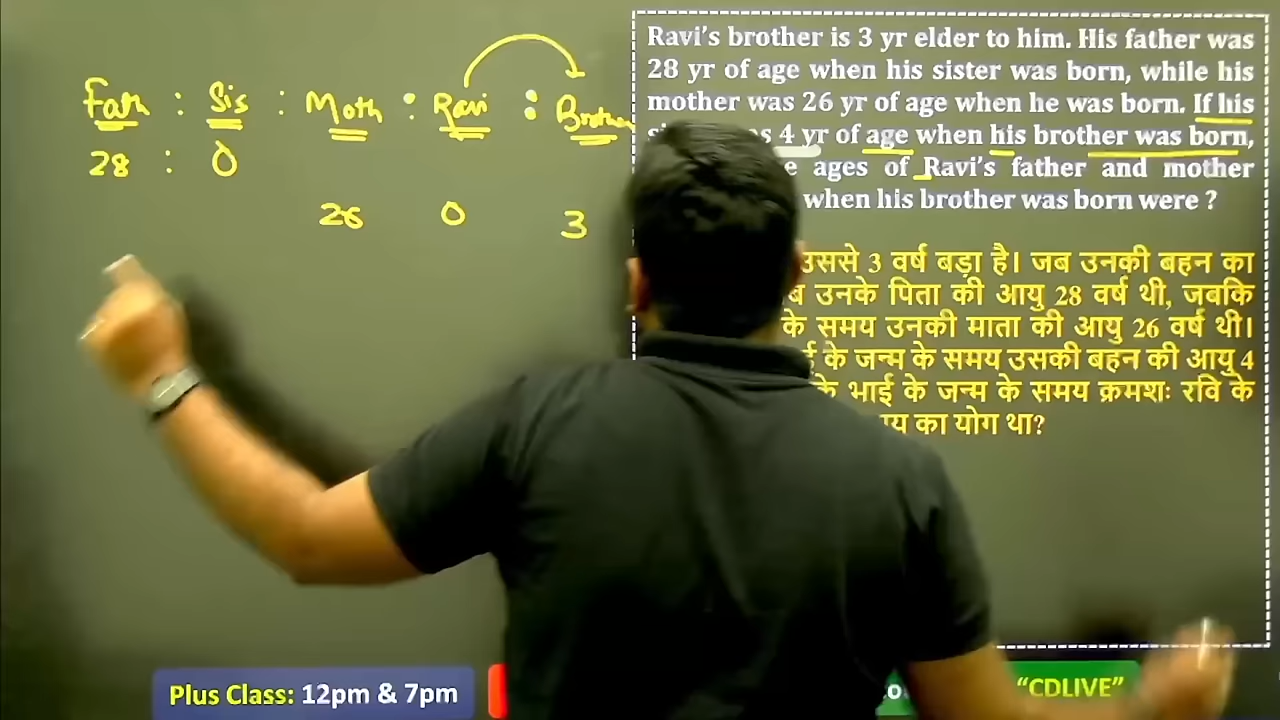 Fath : Sis : Moth : Ravi : Brother
28 : 0
26 0 3
Ravi's brother is 3 yr elder to him. His father was
28 yr of age when his sister was born, while his
mother was 26 yr of age when he was born. If his
4 yr of age when his brother was born,
ages of Ravi's father and mother
when his brother was born were ?
उससे 3 वर्ष बड़ा है। जब उनकी बहन का
उनके पिता की आयु 28 वर्ष थी, जबकि
के समय उनकी माता की आयु 26 वर्ष थी।
के जन्म के समय उसकी बहन की आयु 4
के भाई के जन्म के समय क्रमशः रवि के
का योग था?
Plus Class: 12pm & 7pm
"CDLIVE"